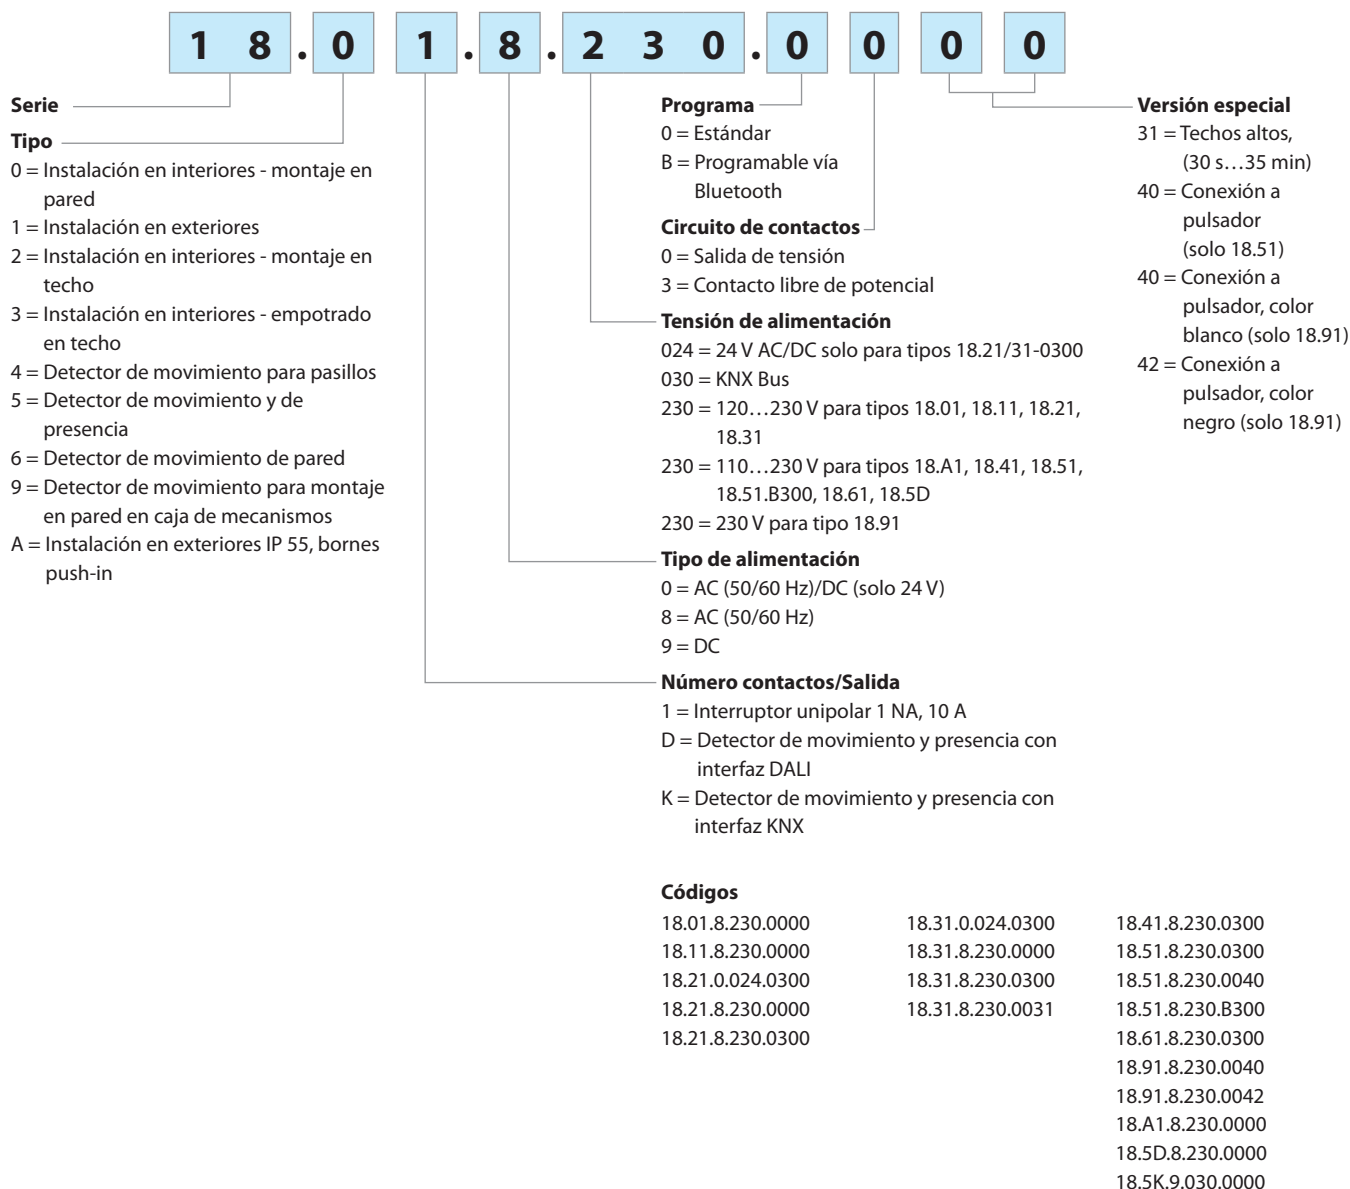 18.01.8.230.0000
Serie
Tipo
0 = Instalación en interiores - montaje en
pared
1 = Instalación en exteriores
2 = Instalación en interiores - montaje en
techo
3 = Instalación en interiores - empotrado
en techo
4 = Detector de movimiento para pasillos
5 = Detector de movimiento y de
presencia
6 = Detector de movimiento de pared
9 = Detector de movimiento para montaje
en pared en caja de mecanismos
A = Instalación en exteriores IP 55, bornes
push-in
Programa
0 = Estándar
B = Programable vía
Bluetooth
Circuito de contactos
0 = Salida de tensión
3 = Contacto libre de potencial
Tensión de alimentación
024 = 24 V AC/DC solo para tipos 18.21/31-0300
030 = KNX Bus
230 = 120…230 V para tipos 18.01, 18.11, 18.21,
18.31
230 = 110…230 V para tipos 18.A1, 18.41, 18.51,
18.51.B300, 18.61, 18.5D
230 = 230 V para tipo 18.91
Tipo de alimentación
0 = AC (50/60 Hz)/DC (solo 24 V)
8 = AC (50/60 Hz)
9 = DC
Número contactos/Salida
1 = Interruptor unipolar 1 NA, 10 A
D = Detector de movimiento y presencia con
interfaz DALI
K = Detector de movimiento y presencia con
interfaz KNX
Versión especial
31 = Techos altos,
(30 s…35 min)
40 = Conexión a
pulsador
(solo 18.51)
40 = Conexión a
pulsador, color
blanco (solo 18.91)
42 = Conexión a
pulsador, color
negro (solo 18.91)
Códigos
18.01.8.230.0000
18.11.8.230.0000
18.21.0.024.0300
18.21.8.230.0000
18.21.8.230.0300
18.31.0.024.0300
18.31.8.230.0000
18.31.8.230.0300
18.31.8.230.0031
18.41.8.230.0300
18.51.8.230.0300
18.51.8.230.0040
18.51.8.230.B300
18.61.8.230.0300
18.91.8.230.0040
18.91.8.230.0042
18.A1.8.230.0000
18.5D.8.230.0000
18.5K.9.030.0000